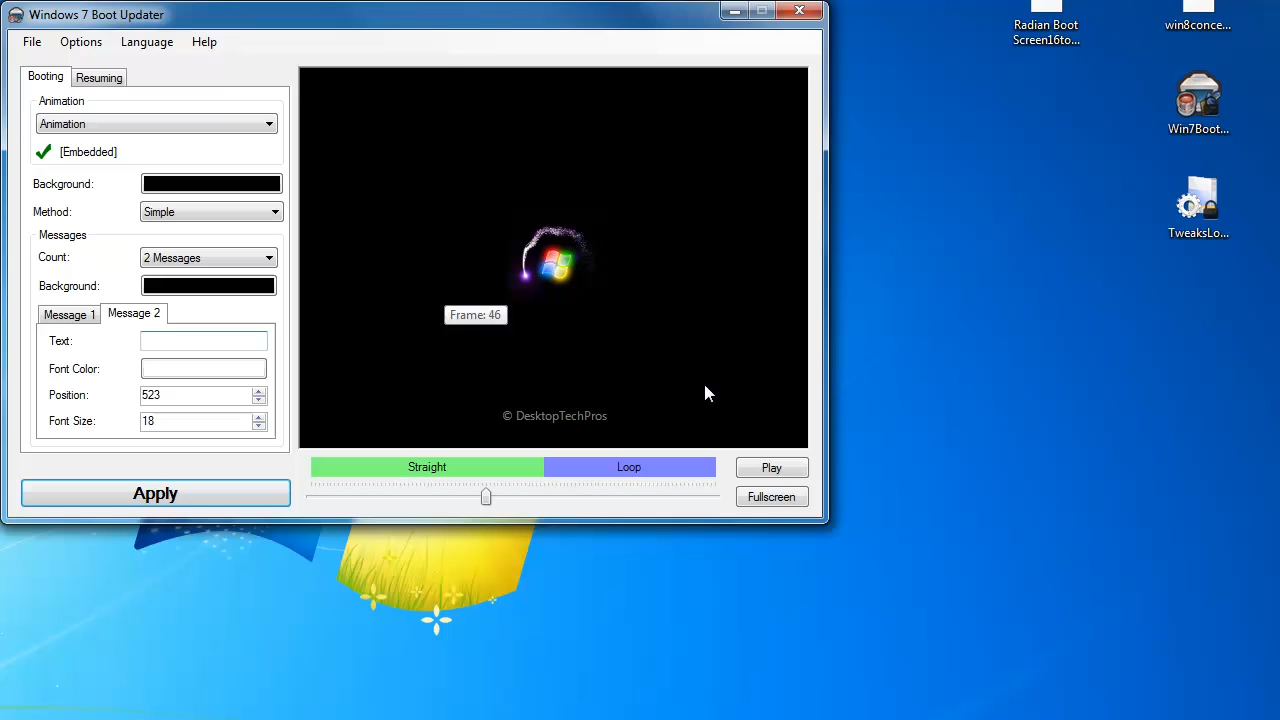 Windows 7 Boot Updater
File Options Language Help
Booting Resuming
Animation
Animation
[Embedded]
Background:
Method: Simple
Messages
Count: 2 Messages
Background:
Message 1 Message 2
Text:
Font Color:
Position: 523
Font Size: 18
Apply
Frame: 46
© DesktopTechPros
Straight Loop Play
Fullscreen
Radian Boot
Screen16to...
win8conce...
Win7Boot...
TweaksLo...